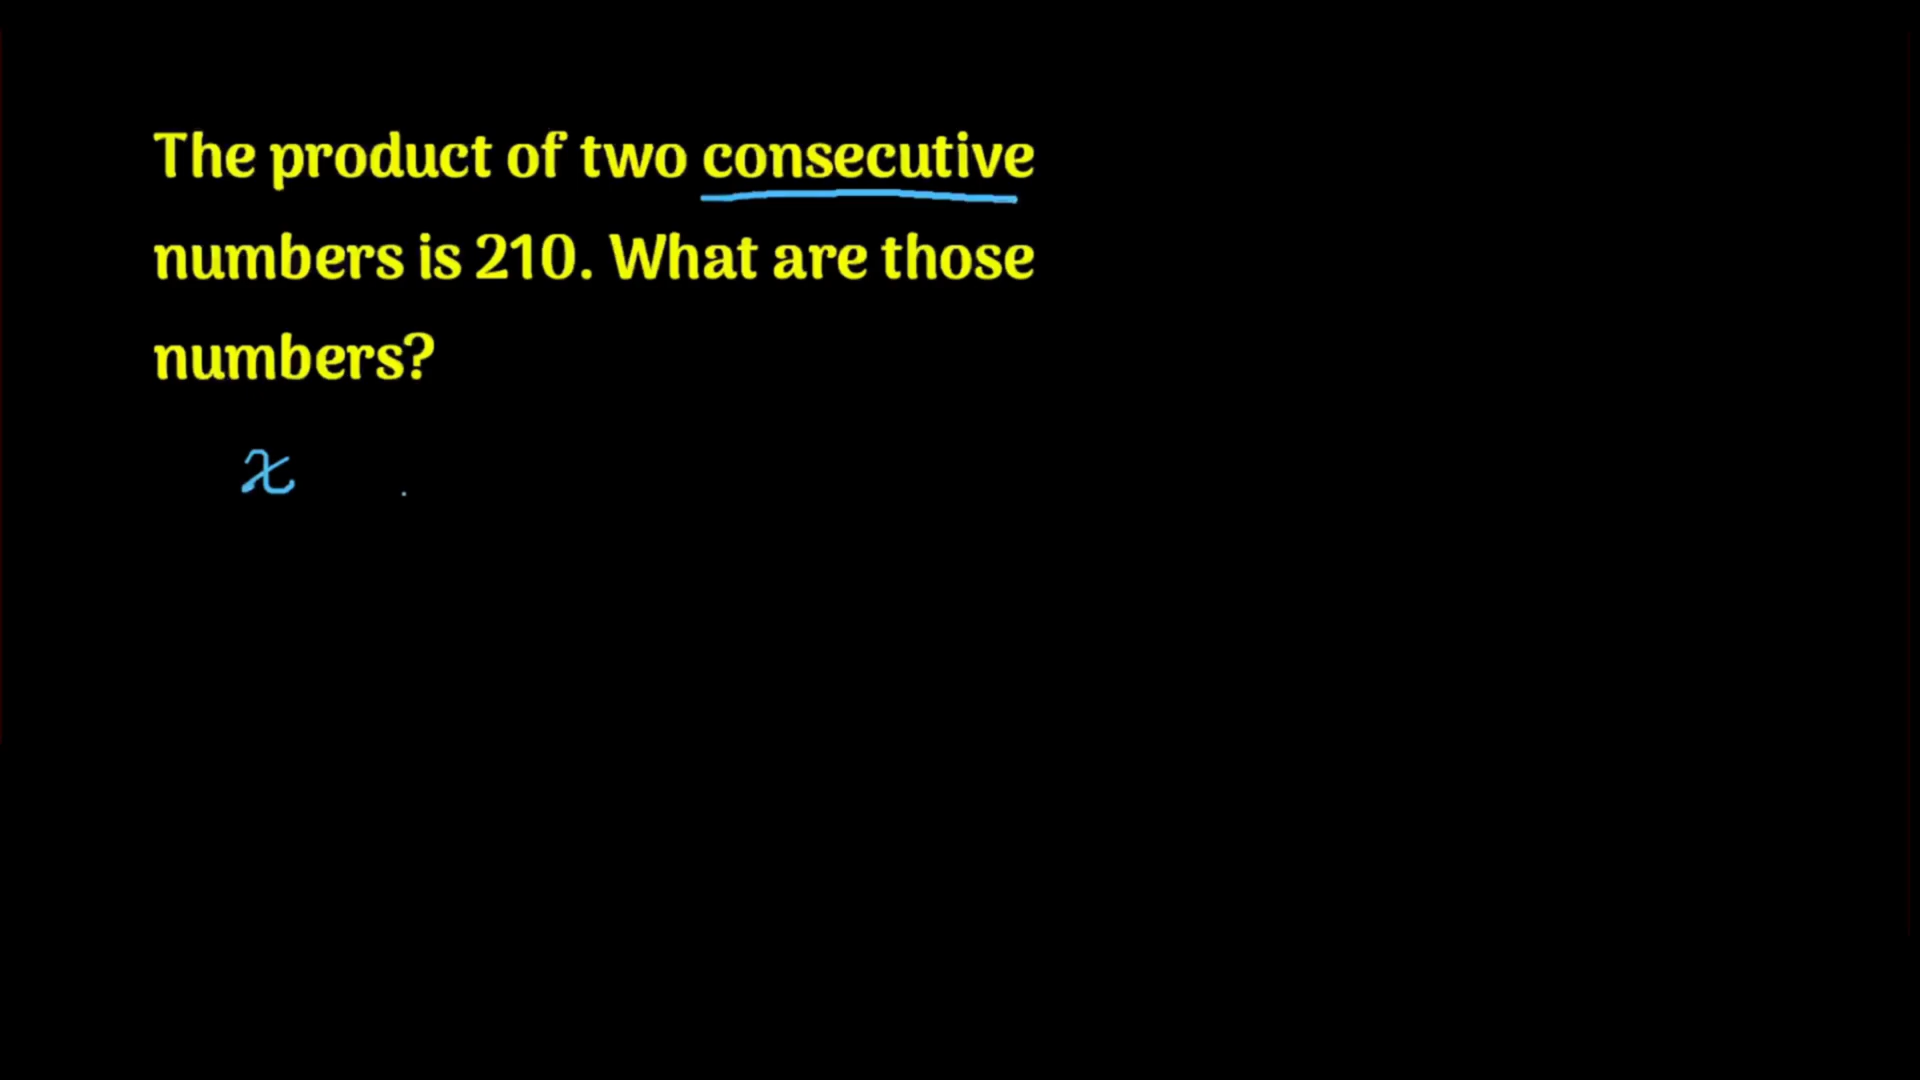 The product of two consecutive
numbers is 210. What are those
numbers?
x